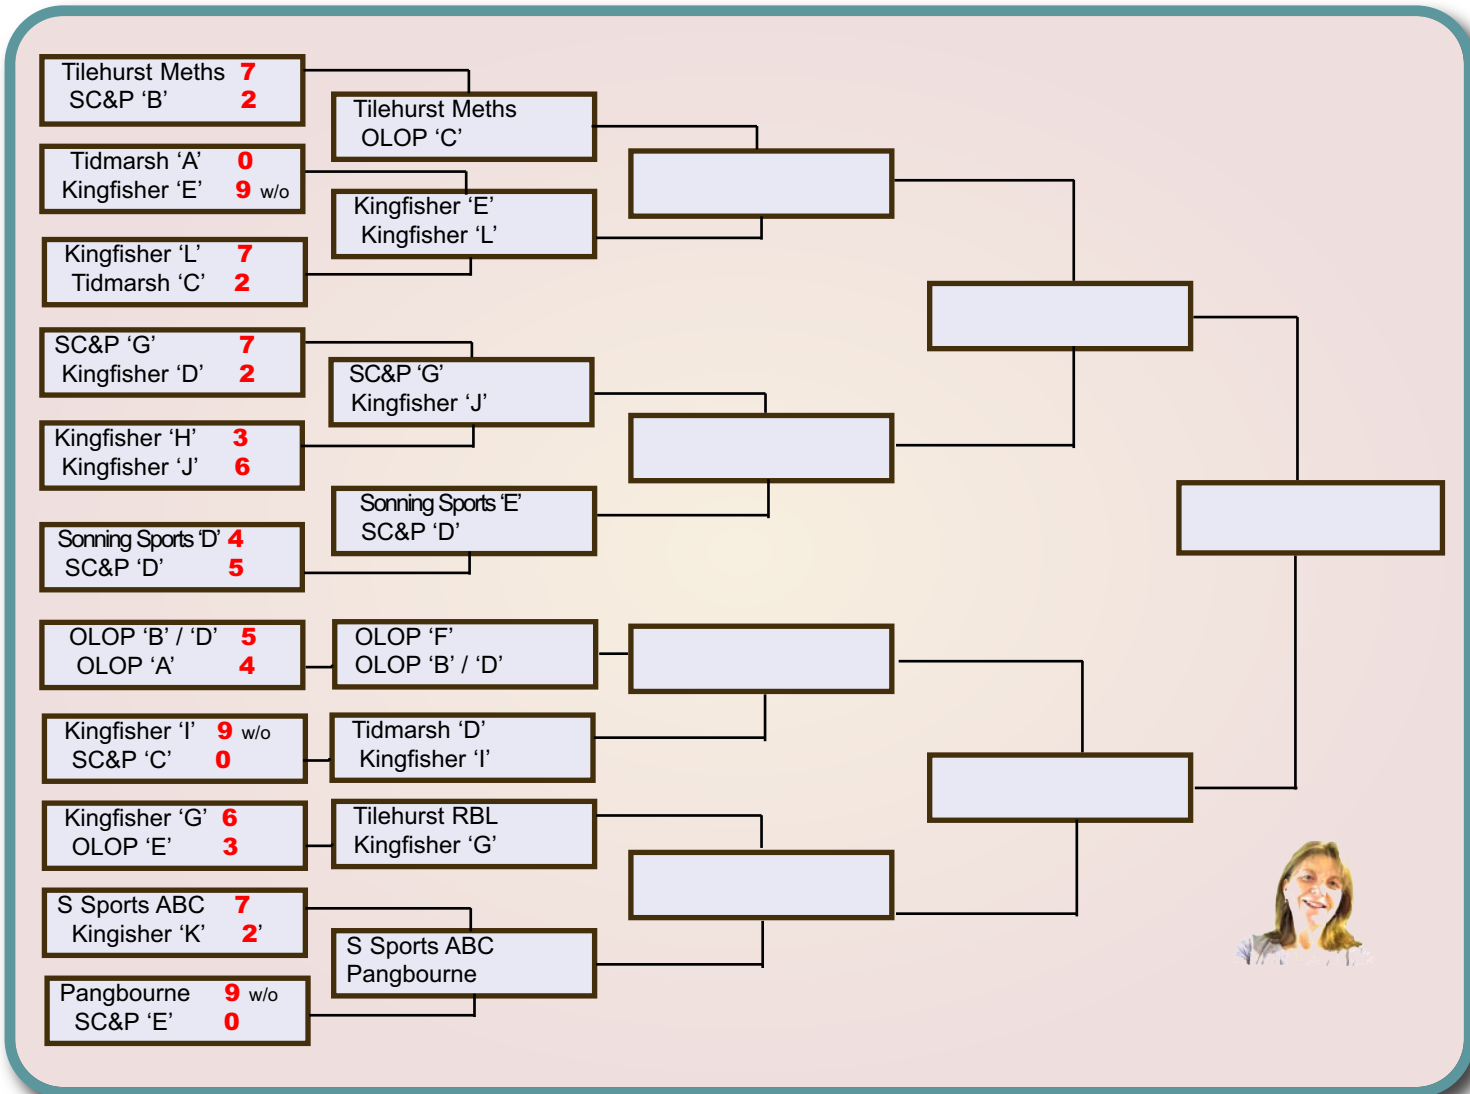 Tilehurst Meths 7
SC&P ‘B’ 2
Tidmarsh ‘A’ 0
Kingfisher ‘E’ 9 w/o
Kingfisher ‘L’ 7
Tidmarsh ‘C’ 2
SC&P ‘G’ 7
Kingfisher ‘D’ 2
Kingfisher ‘H’ 3
Kingfisher ‘J’ 6
Sonning Sports ‘D’ 4
SC&P ‘D’ 5
OLOP ‘B’ / ‘D’ 5
OLOP ‘A’ 4
Kingfisher ‘I’ 9 w/o
SC&P ‘C’ 0
Kingfisher ‘G’ 6
OLOP ‘E’ 3
S Sports ABC 7
Kingisher ‘K’ 2’
Pangbourne 9 w/o
SC&P ‘E’ 0
Tilehurst Meths
OLOP ‘C’
Kingfisher ‘E’
Kingfisher ‘L’
SC&P ‘G’
Kingfisher ‘J’
Sonning Sports ‘E’
SC&P ‘D’
OLOP ‘F’
OLOP ‘B’ / ‘D’
Tidmarsh ‘D’
Kingfisher ‘I’
Tilehurst RBL
Kingfisher ‘G’
S Sports ABC
Pangbourne